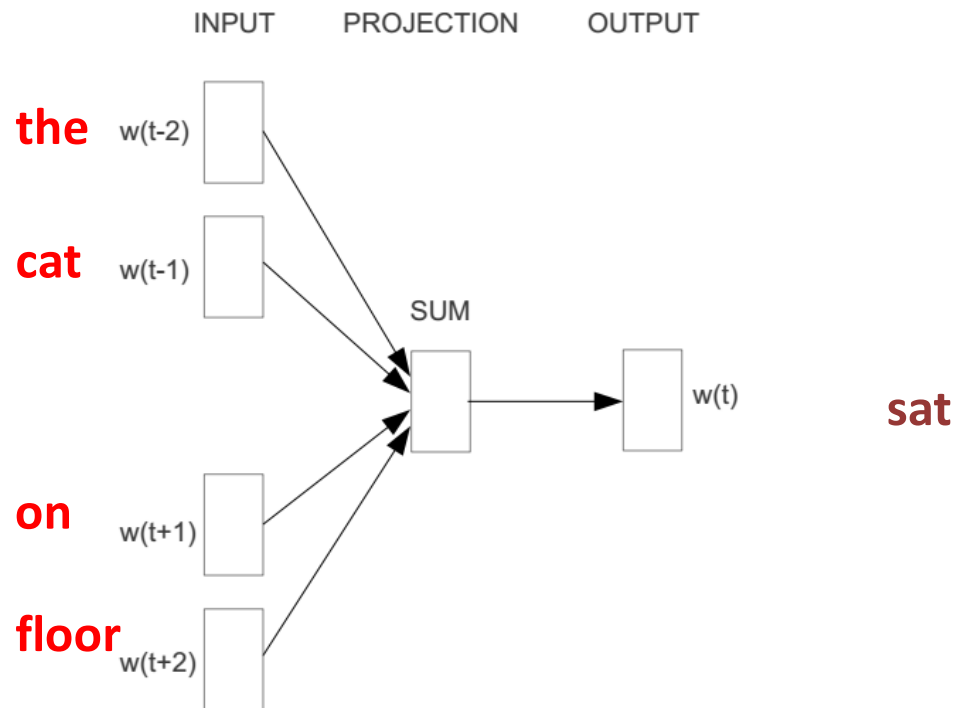 INPUT PROJECTION OUTPUT
the w(t-2)
cat w(t-1)
SUM
w(t) sat
on w(t+1)
floor w(t+2)